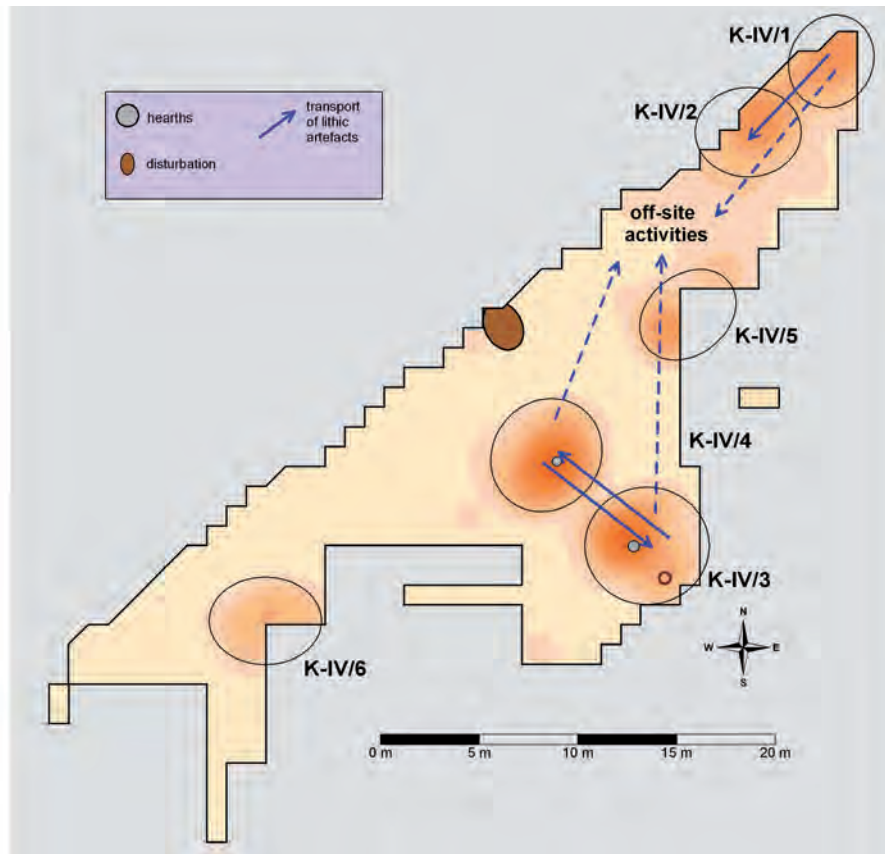 K-IV/1
K-IV/2
hearths
transport
of lithic
artefacts
disturbation
off-site
activities
K-IV/5
K-IV/4
K-IV/3
K-IV/6
N
W E
S
0 m 5 m 10 m 15 m 20 m